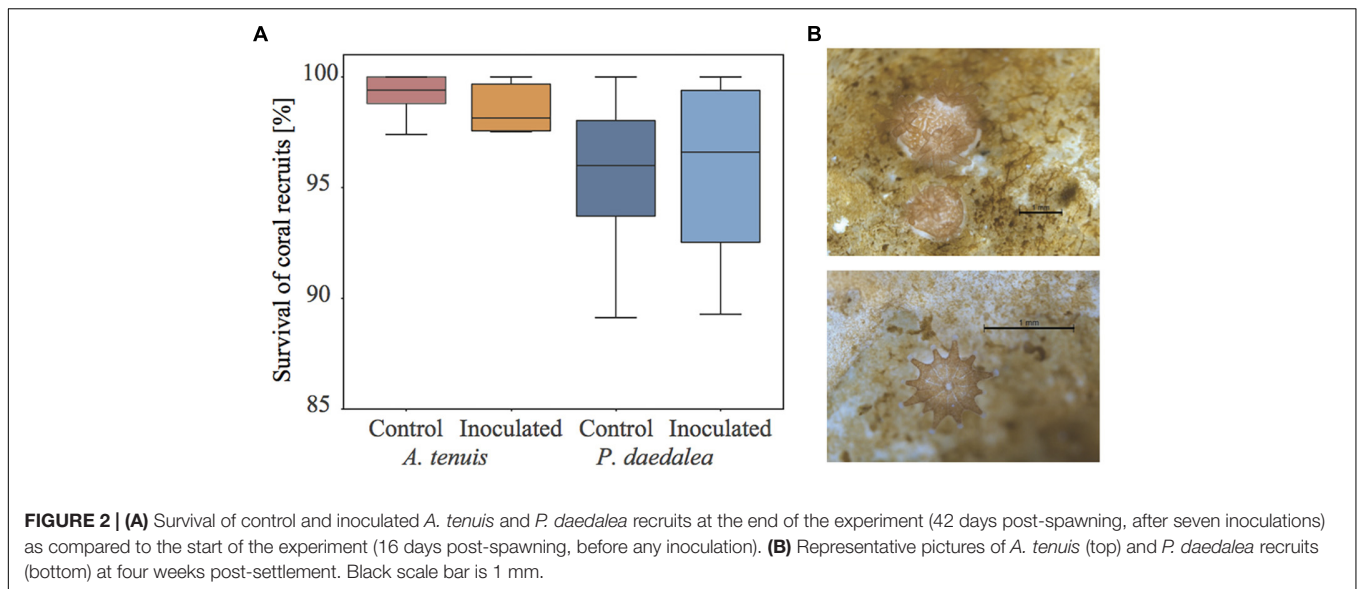 A
B
Survival of coral recruits [%]
100
95
90
85
Control Inoculated Control Inoculated
A. tenuis P. daedalea
1 mm
1 mm
FIGURE 2 | (A) Survival of control and inoculated A. tenuis and P. daedalea recruits at the end of the experiment (42 days post-spawning, after seven inoculations)
as compared to the start of the experiment (16 days post-spawning, before any inoculation). (B) Representative pictures of A. tenuis (top) and P. daedalea recruits
(bottom) at four weeks post-settlement. Black scale bar is 1 mm.